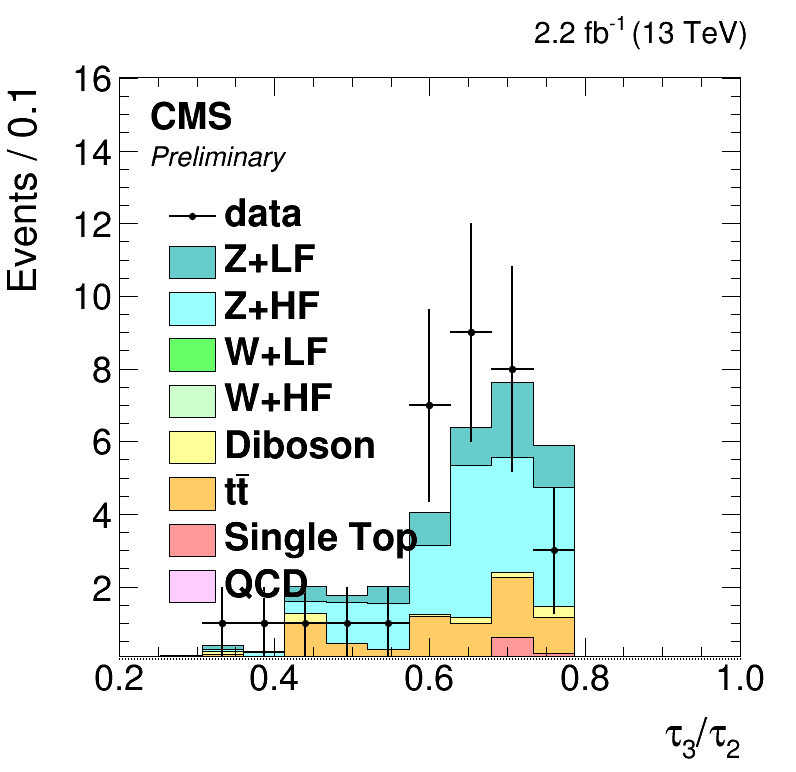 2.2 fb-1 (13 TeV)
Events / 0.1
16
14
12
10
8
6
4
2
CMS
Preliminary
data
Z+LF
Z+HF
W+LF
W+HF
Diboson
tt̄
Single Top
QCD
0.2 0.4 0.6 0.8 1.0
τ3/τ2